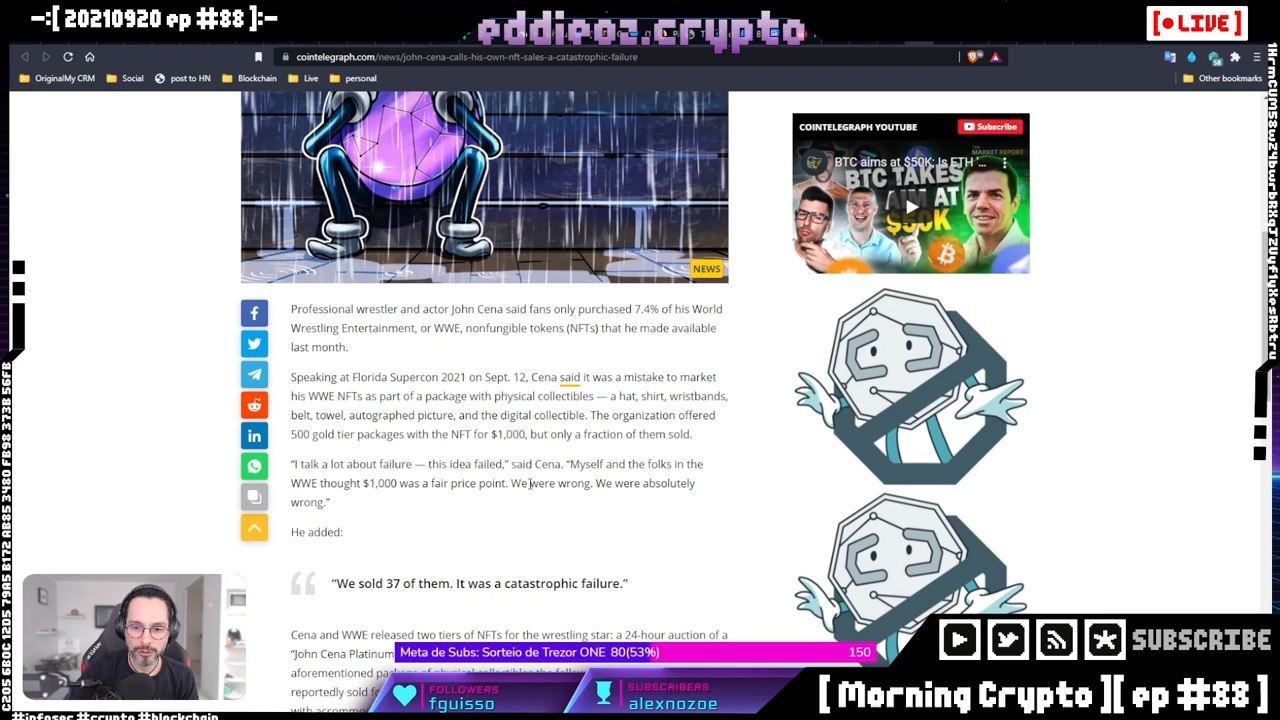 -:[ 20210920 ep #88 ]:-
eddieoz.crypto
[ LIVE ]
cointelegraph.com/news/john-cena-calls-his-own-nft-sales-a-catastrophic-failure
OriginalMy CRM
Social
post to HN
Blockchain
Live
personal
Other bookmarks
NEWS
COINTELEGRAPH YOUTUBE
Subscribe
BTC aims at $50K: Is ETH '...
THE MARKET REPORT
BTC TAKES
AIM AT
$50K
Professional wrestler and actor John Cena said fans only purchased 7.4% of his World
Wrestling Entertainment, or WWE, nonfungible tokens (NFTs) that he made available
last month.
Speaking at Florida Supercon 2021 on Sept. 12, Cena said it was a mistake to market
his WWE NFTs as part of a package with physical collectibles — a hat, shirt, wristbands,
belt, towel, autographed picture, and the digital collectible. The organization offered
500 gold tier packages with the NFT for $1,000, but only a fraction of them sold.
“I talk a lot about failure — this idea failed,” said Cena. “Myself and the folks in the
WWE thought $1,000 was a fair price point. We were wrong. We were absolutely
wrong.”
He added:
“We sold 37 of them. It was a catastrophic failure.”
Cena and WWE released two tiers of NFTs for the wrestling star: a 24-hour auction of a
“John Cena Platinum
aforementioned
reportedly sold
Meta de Subs: Sorteio de Trezor ONE 80(53%)
150
FOLLOWERS
fguisso
SUBSCRIBERS
alexnozoe
SUBSCRIBE
[ Morning Crypto ][ ep #88 ]
#infosec #crypto #blockchain